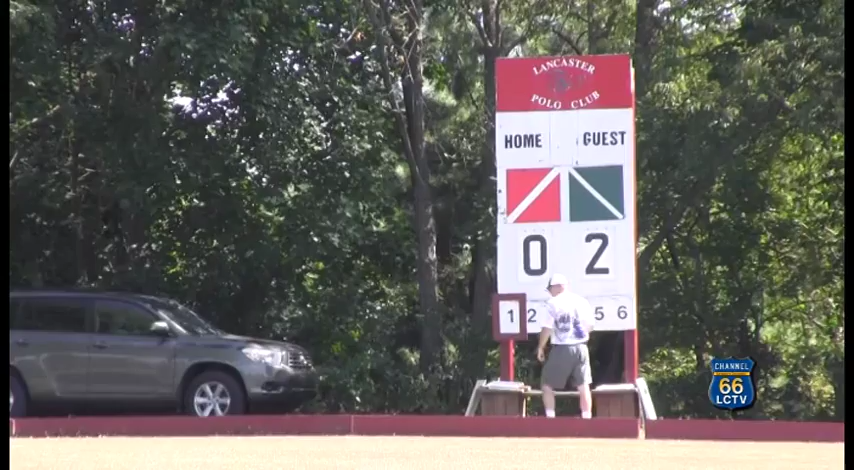 LANCASTER
POLO CLUB
HOME GUEST
0 2
1 2 5 6
CHANNEL
66
LCTV